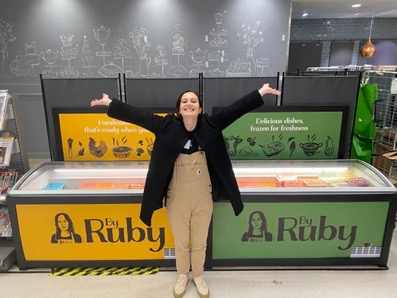 that's ready when you
Delicious dishes,
frozen for freshness
By
Ruby
By
Ruby